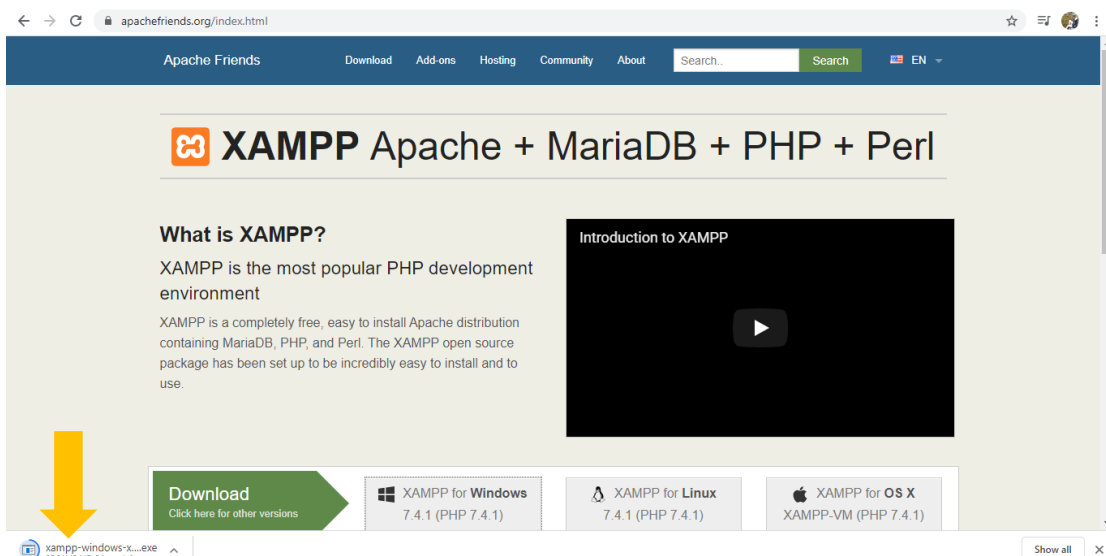 apachefriends.org/index.html
Apache Friends Download Add-ons Hosting Community About Search.. Search EN
XAMPP Apache + MariaDB + PHP + Perl
What is XAMPP?
XAMPP is the most popular PHP development
environment
XAMPP is a completely free, easy to install Apache distribution
containing MariaDB, PHP, and Perl. The XAMPP open source
package has been set up to be incredibly easy to install and to
use.
Introduction to XAMPP
Download
Click here for other versions
XAMPP for Windows
7.4.1 (PHP 7.4.1)
XAMPP for Linux
7.4.1 (PHP 7.4.1)
XAMPP for OS X
XAMPP-VM (PHP 7.4.1)
xampp-windows-x....exe
Show all